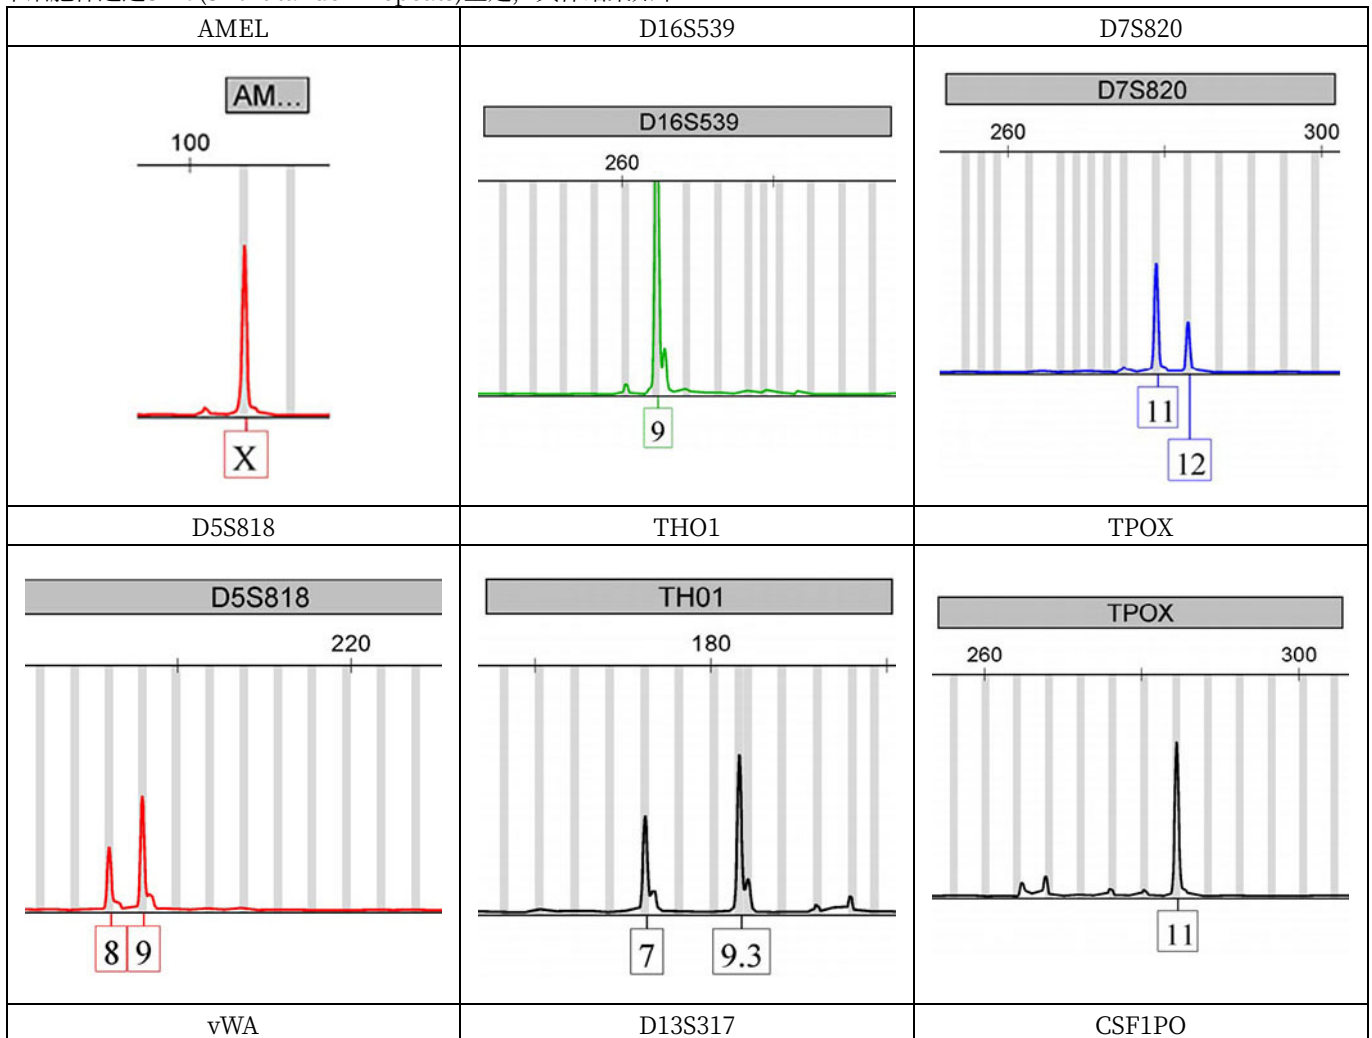 AMEL D16S539 D7S820
AM...
100
X
D16S539
260
9
D7S820
260 300
11
12
D5S818 THO1 TPOX
D5S818
220
8 9
TH01
180
7 9.3
TPOX
260 300
11
vWA D13S317 CSF1PO